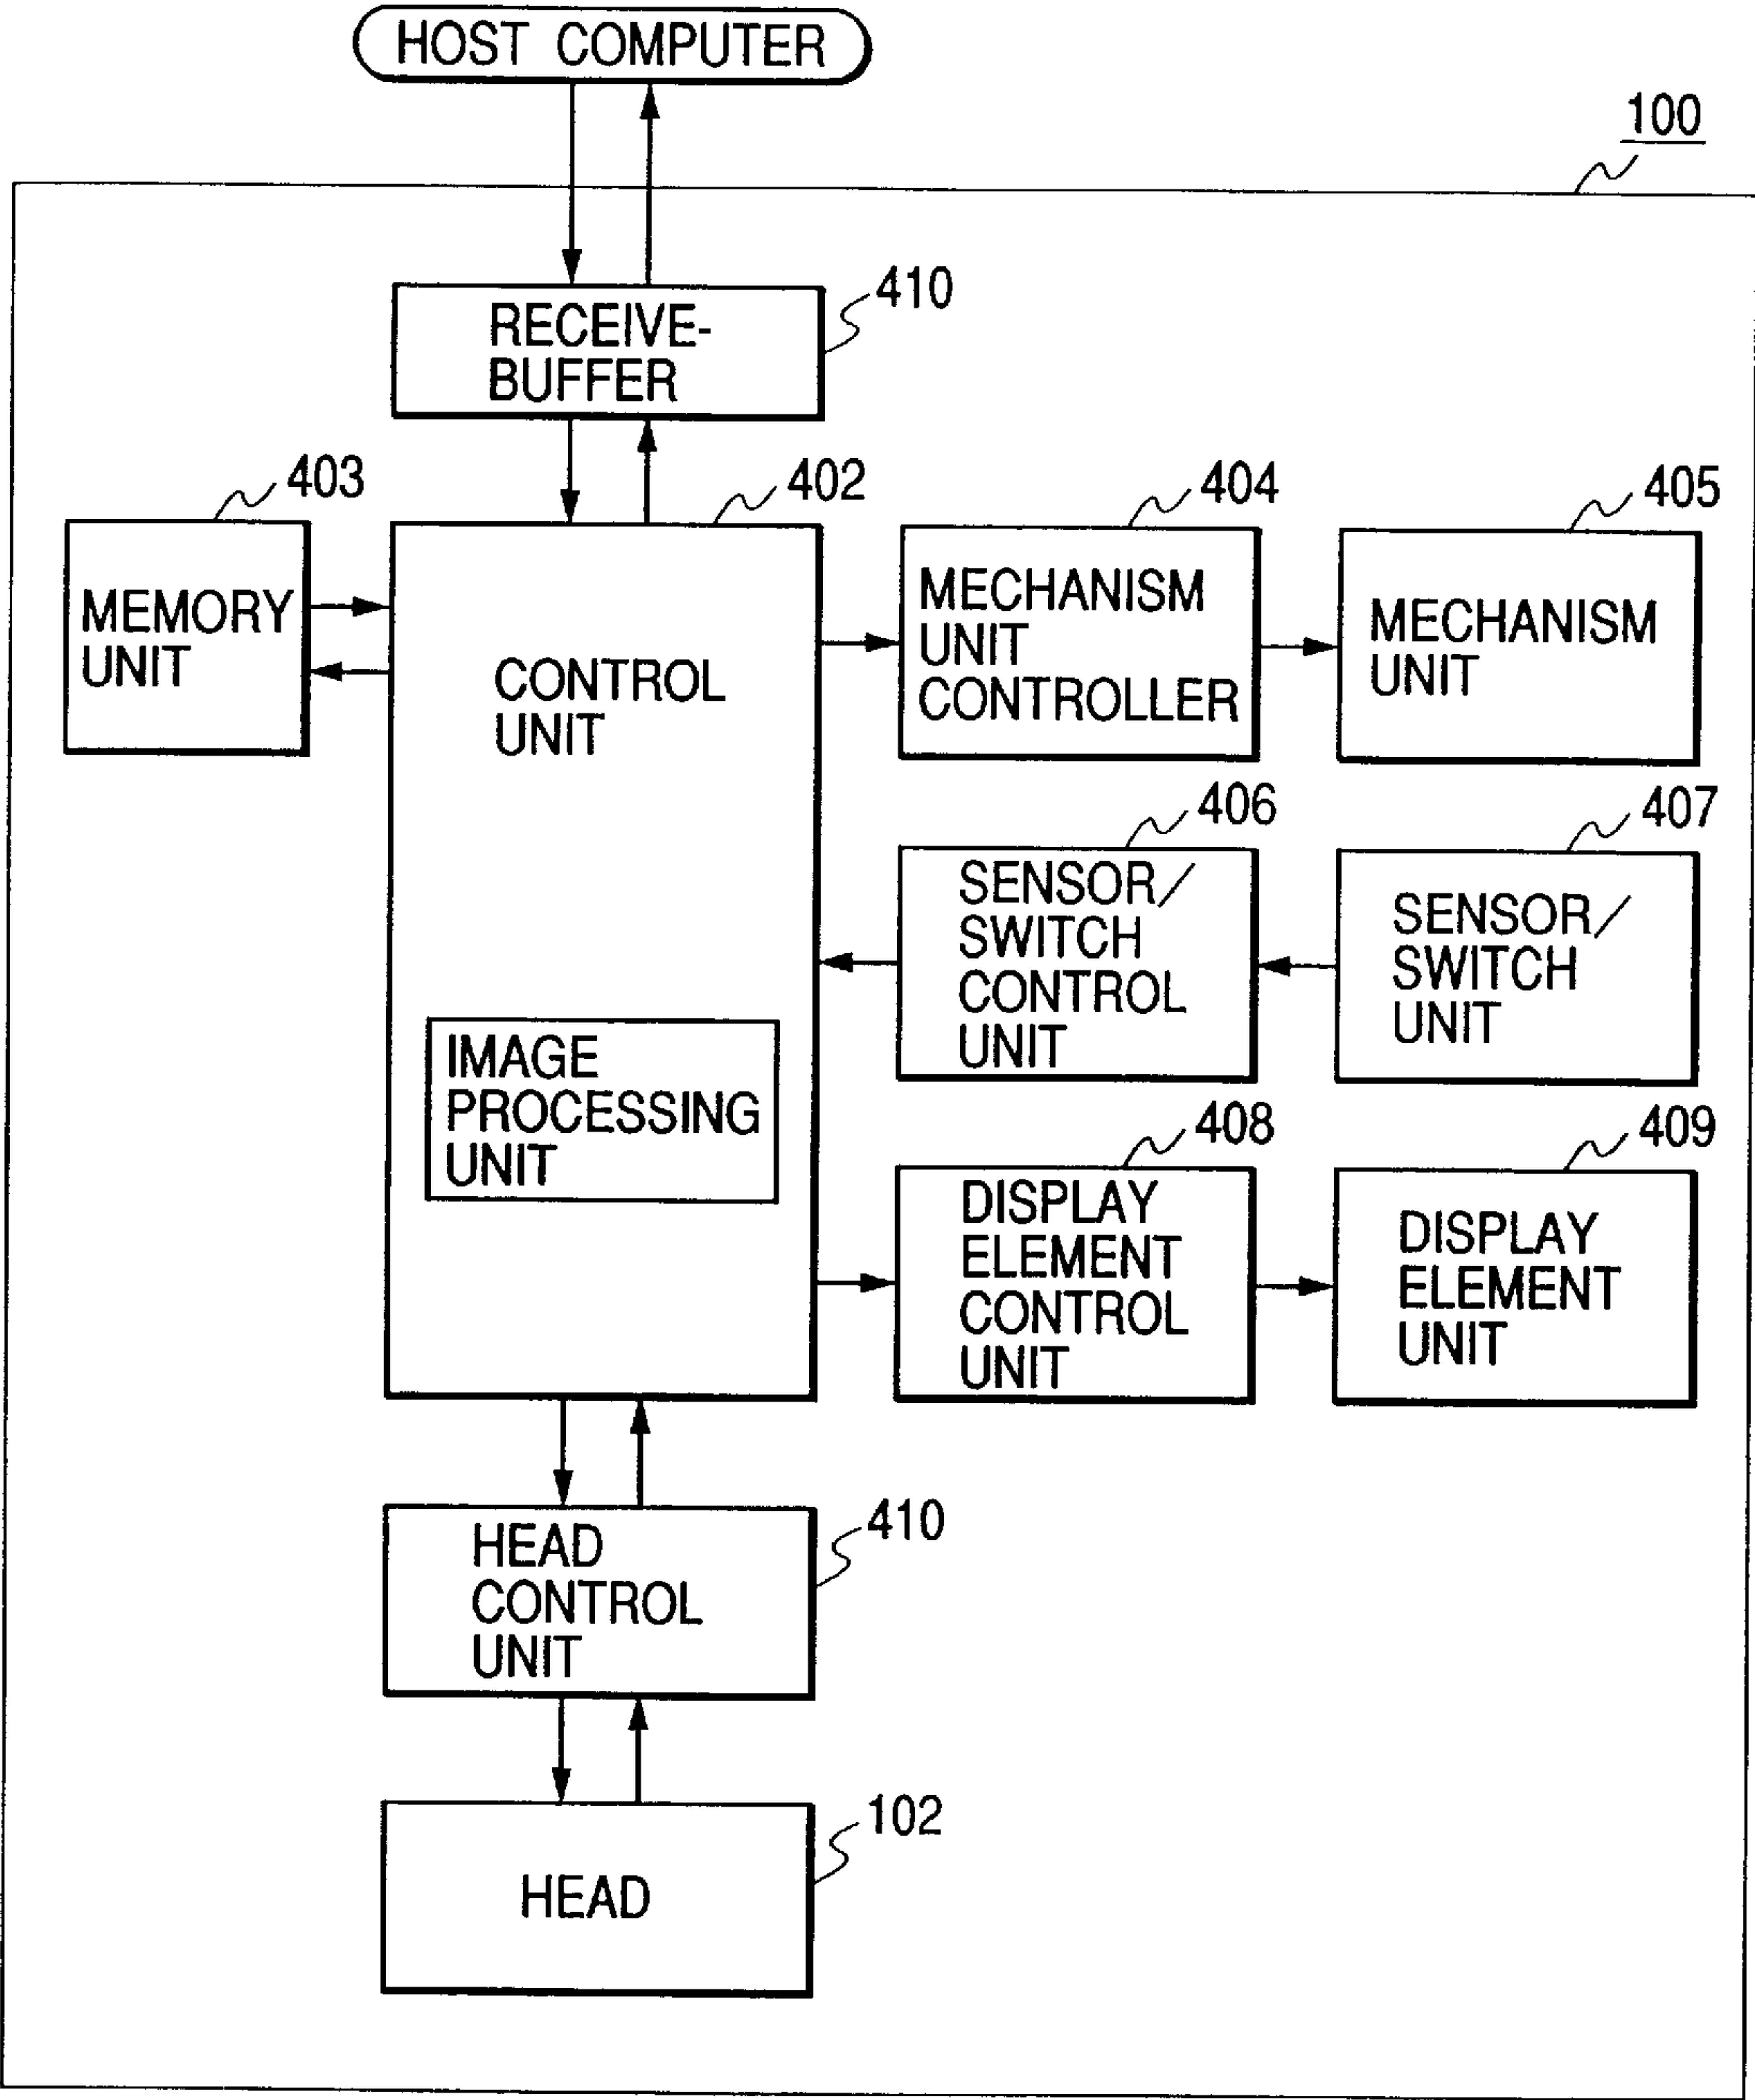 HOST COMPUTER
100
410
RECEIVE-
BUFFER
403
402
404
405
MEMORY
UNIT
CONTROL
UNIT
MECHANISM
UNIT
CONTROLLER
MECHANISM
UNIT
406
407
SENSOR/
SWITCH
CONTROL
UNIT
SENSOR/
SWITCH
UNIT
IMAGE
PROCESSING
UNIT
408
409
DISPLAY
ELEMENT
CONTROL
UNIT
DISPLAY
ELEMENT
UNIT
410
HEAD
CONTROL
UNIT
102
HEAD